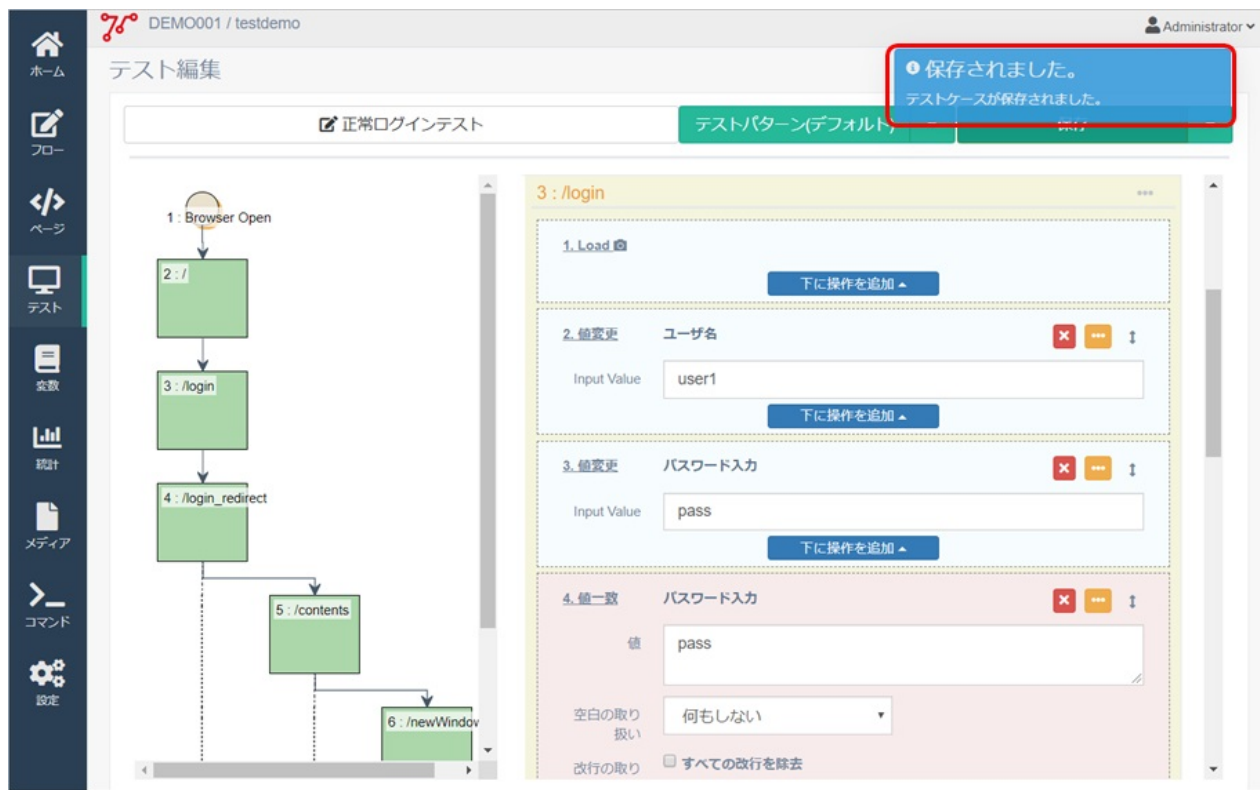 DEMO001 / testdemo
Administrator
ホーム
テスト編集
保存されました。
テストケースが保存されました。
正常ログインテスト
テストパターン(デフォルト)
保存
フロー
ページ
テスト
変数
統計
メディア
コマンド
設定
1 : Browser Open
2 : /
3 : /login
4 : /login_redirect
5 : /contents
6 : /newWindow
3 : /login
1. Load
下に操作を追加
2. 値変更 ユーザ名
Input Value user1
下に操作を追加
3. 値変更 パスワード入力
Input Value pass
下に操作を追加
4. 値一致 パスワード入力
値 pass
空白の取り扱い 何もしない
改行の取り すべての改行を除去